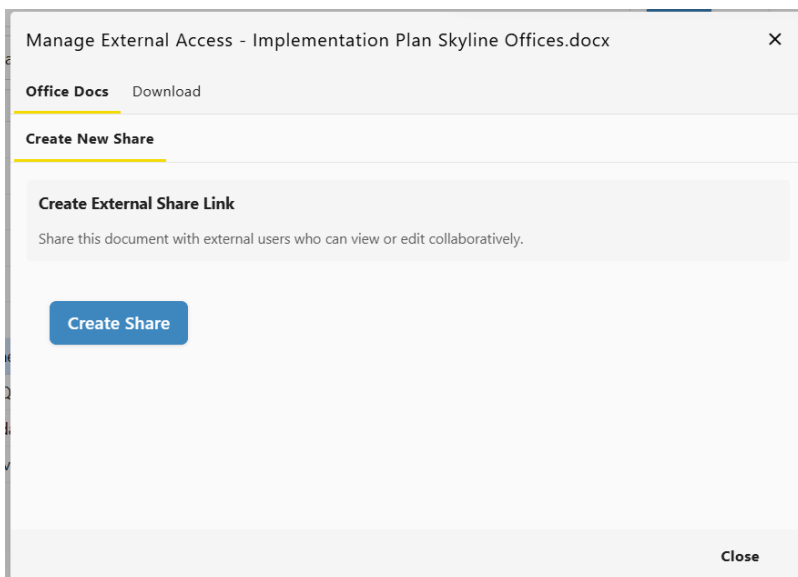 Manage External Access - Implementation Plan Skyline Offices.docx
Office Docs Download
Create New Share
Create External Share Link
Share this document with external users who can view or edit collaboratively.
Create Share
Close